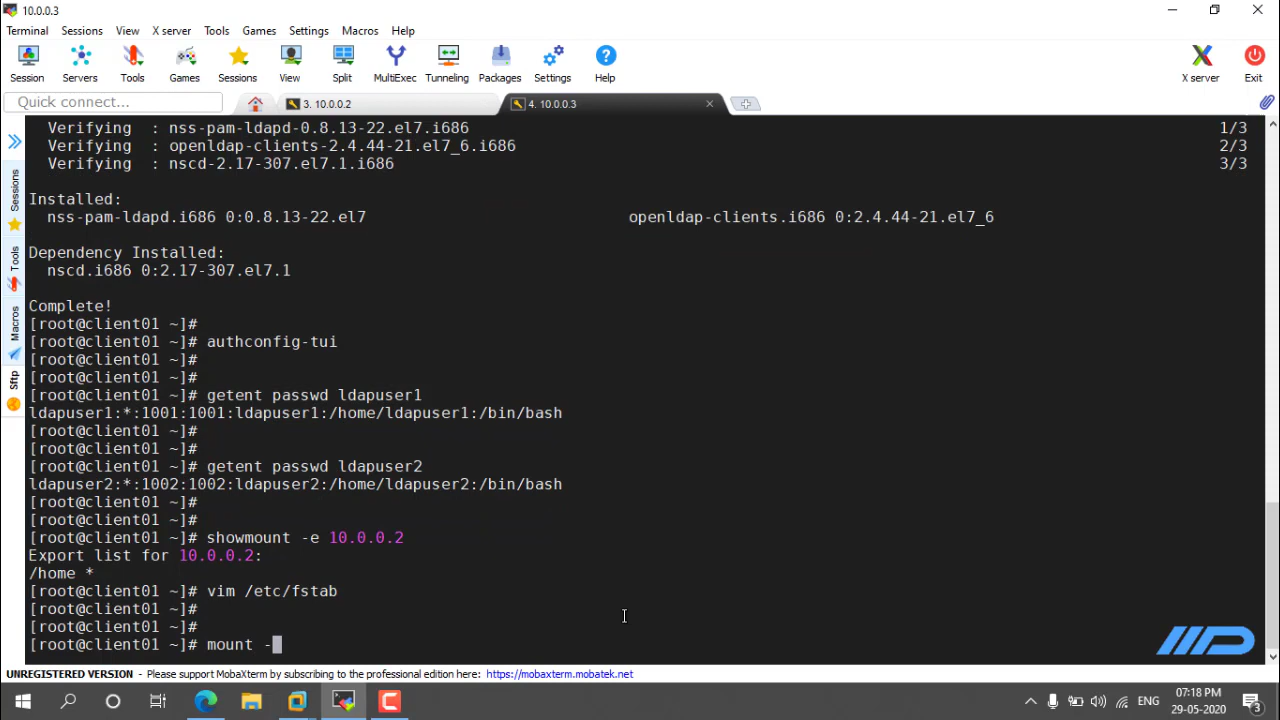 10.0.0.3
Terminal Sessions View X server Tools Games Settings Macros Help
Session Servers Tools Games Sessions View Split MultiExec Tunneling Packages Settings Help X server Exit
Quick connect... 3. 10.0.0.2 4. 10.0.0.3
Sessions
Tools
Macros
Sftp
Verifying : nss-pam-ldapd-0.8.13-22.el7.i686 1/3
Verifying : openldap-clients-2.4.44-21.el7_6.i686 2/3
Verifying : nscd-2.17-307.el7.1.i686 3/3
Installed:
nss-pam-ldapd.i686 0:0.8.13-22.el7 openldap-clients.i686 0:2.4.44-21.el7_6
Dependency Installed:
nscd.i686 0:2.17-307.el7.1
Complete!
[root@client01 ~]#
[root@client01 ~]# authconfig-tui
[root@client01 ~]#
[root@client01 ~]#
[root@client01 ~]# getent passwd ldapuser1
ldapuser1:*:1001:1001:ldapuser1:/home/ldapuser1:/bin/bash
[root@client01 ~]#
[root@client01 ~]#
[root@client01 ~]# getent passwd ldapuser2
ldapuser2:*:1002:1002:ldapuser2:/home/ldapuser2:/bin/bash
[root@client01 ~]#
[root@client01 ~]#
[root@client01 ~]# showmount -e 10.0.0.2
Export list for 10.0.0.2:
/home *
[root@client01 ~]# vim /etc/fstab
[root@client01 ~]#
[root@client01 ~]#
[root@client01 ~]# mount -
UNREGISTERED VERSION - Please support MobaXterm by subscribing to the professional edition here: https://mobaxterm.mobatek.net
ENG
07:18 PM
29-05-2020
3